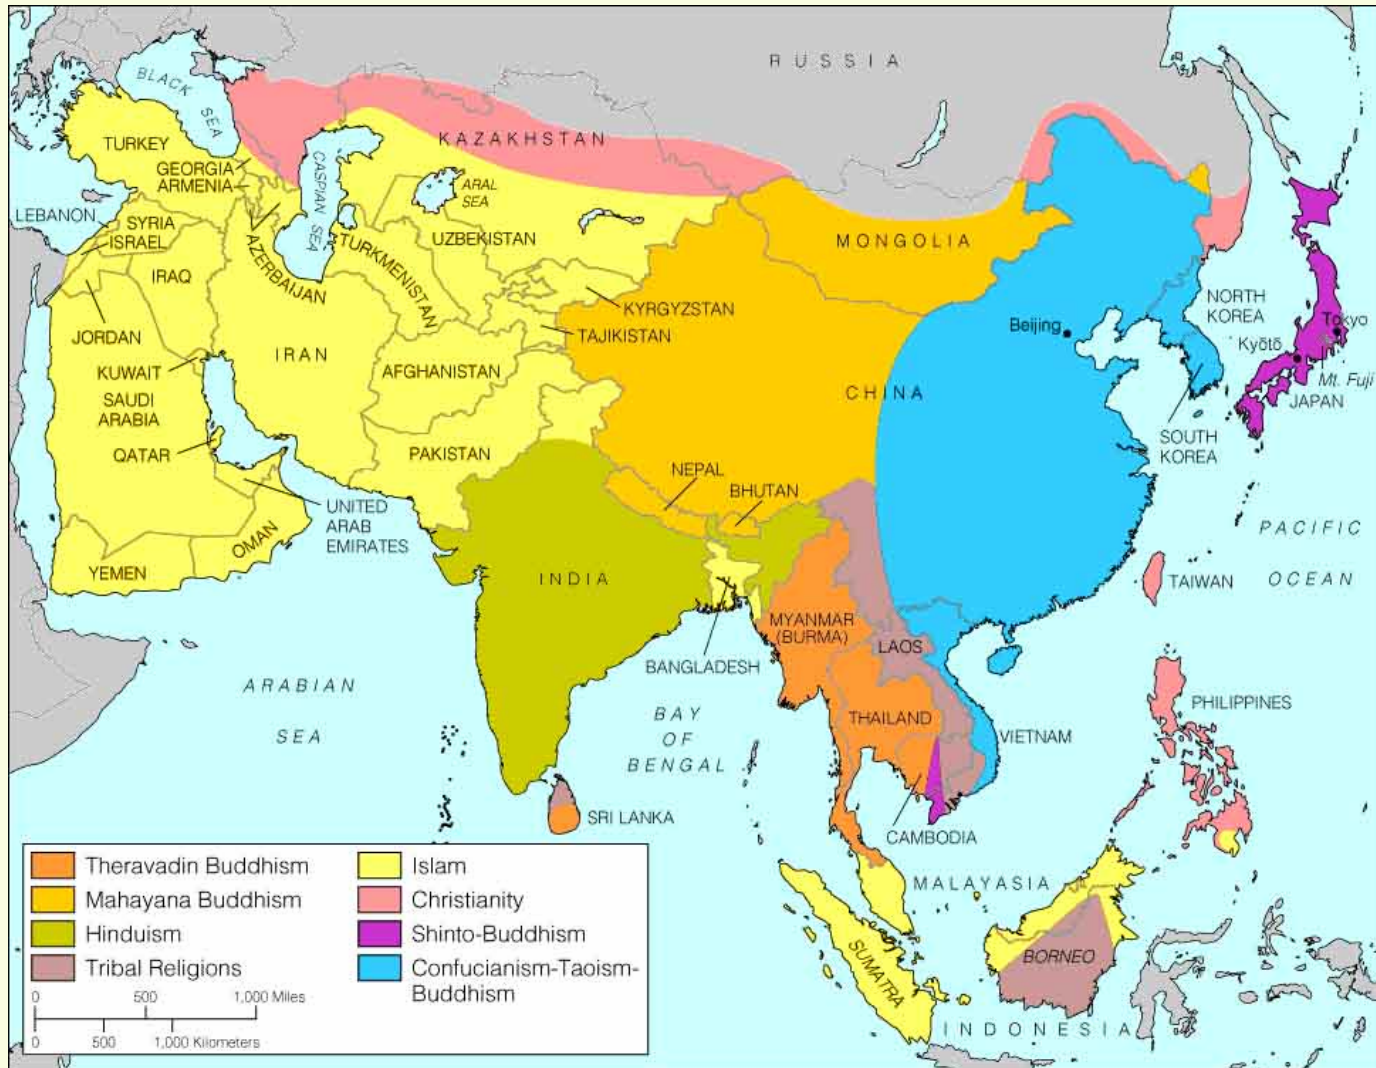 RUSSIA
BLACK
SEA
KAZAKHSTAN
TURKEY
GEORGIA
ARMENIA
CASPIAN SEA
ARAL
SEA
LEBANON
SYRIA
ISRAEL
UZBEKISTAN
MONGOLIA
IRAQ
AZERBAIJAN
TURKMENISTAN
KYRGYZSTAN
NORTH
KOREA
JORDAN
TAJIKISTAN
Beijing
Tokyo
Kyōtō
IRAN
KUWAIT
AFGHANISTAN
Mt. Fuji
JAPAN
SAUDI
ARABIA
CHINA
SOUTH
KOREA
QATAR
PAKISTAN
NEPAL
BHUTAN
UNITED
ARAB
EMIRATES
OMAN
PACIFIC
OCEAN
YEMEN
INDIA
TAIWAN
MYANMAR
(BURMA)
LAOS
BANGLADESH
ARABIAN
SEA
BAY
OF
BENGAL
THAILAND
VIETNAM
PHILIPPINES
SRI LANKA
CAMBODIA
MALAYASIA
SUMATRA
BORNEO
INDONESIA
Theravadin Buddhism
Mahayana Buddhism
Hinduism
Tribal Religions
Islam
Christianity
Shinto-Buddhism
Confucianism-Taoism-
Buddhism
0 500 1,000 Miles
0 500 1,000 Kilometers